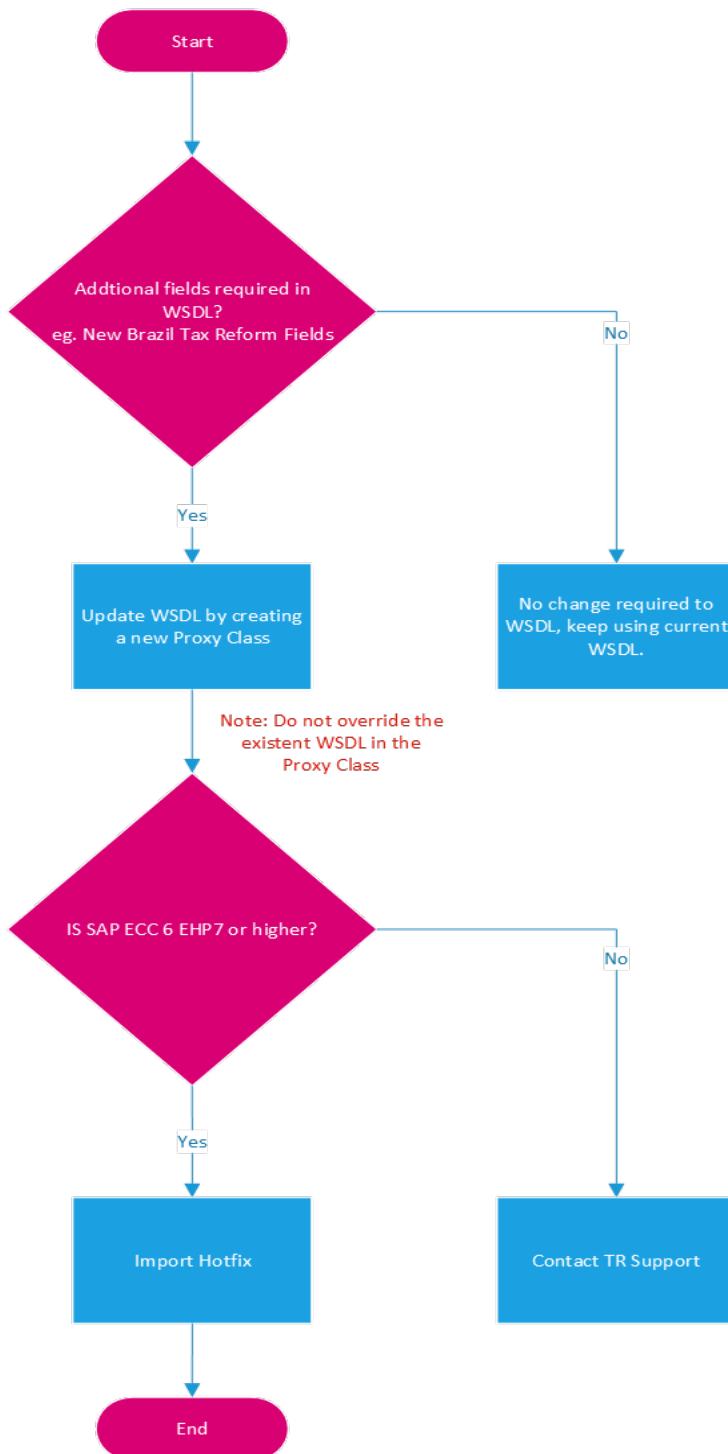 Start
Addtional fields required in
WSDL?
eg. New Brazil Tax Reform Fields
No
Yes
Update WSDL by creating
a new Proxy Class
No change required to
WSDL, keep using current
WSDL.
Note: Do not override the
existent WSDL in the
Proxy Class
IS SAP ECC 6 EHP7 or higher?
No
Yes
Import Hotfix
Contact TR Support
End